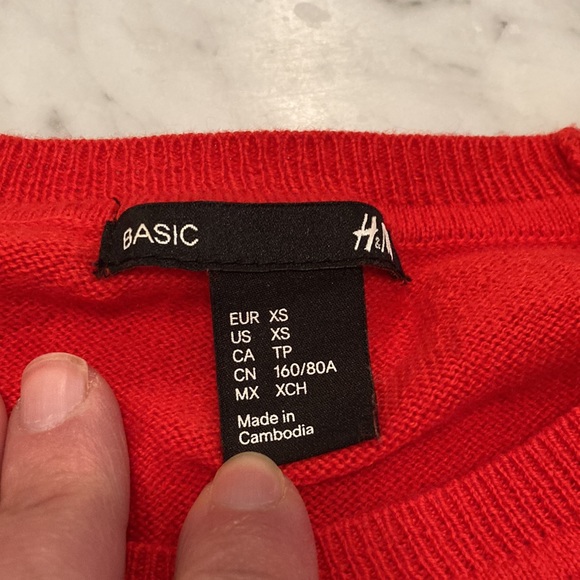 BASIC H&M
EUR XS
US XS
CA TP
CN 160/80A
MX XCH
Made in
Cambodia